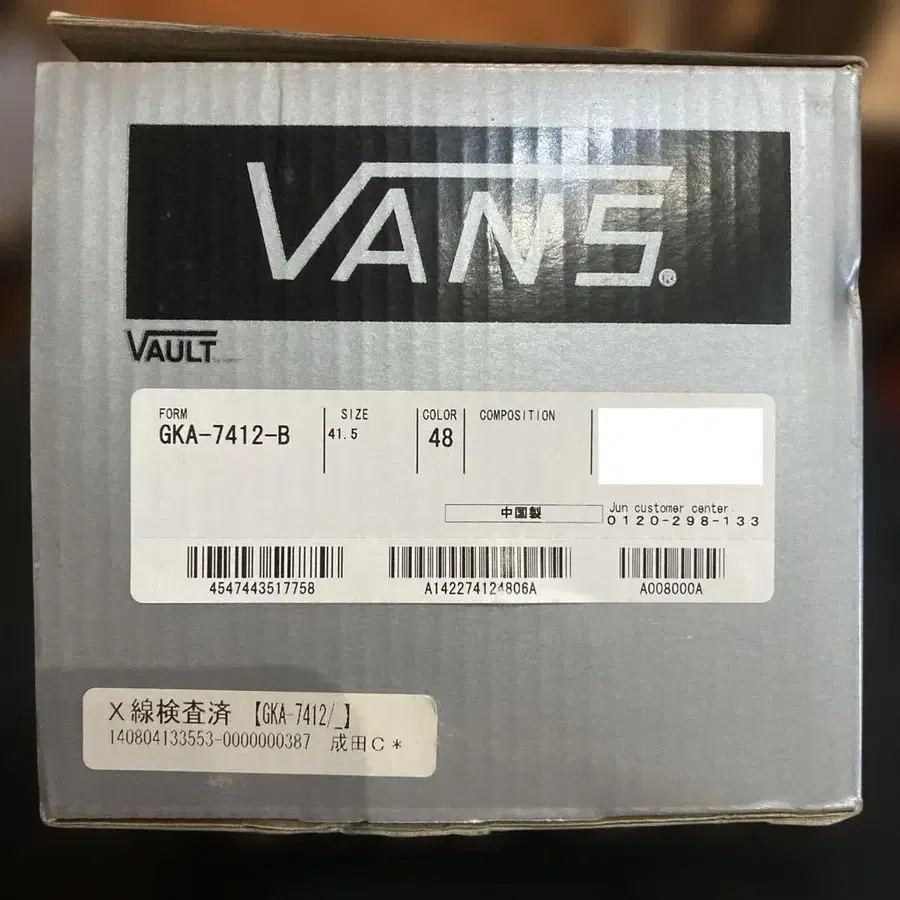 VANS®
VAULT
FORM SIZE COLOR COMPOSITION
GKA-7412-B 41.5 48
中国製 Jun customer center
0120-298-133
4547443517758 A142274124806A A008000A
X線検査済 【GKA-7412/_】
140804133553-0000000387 成田C*